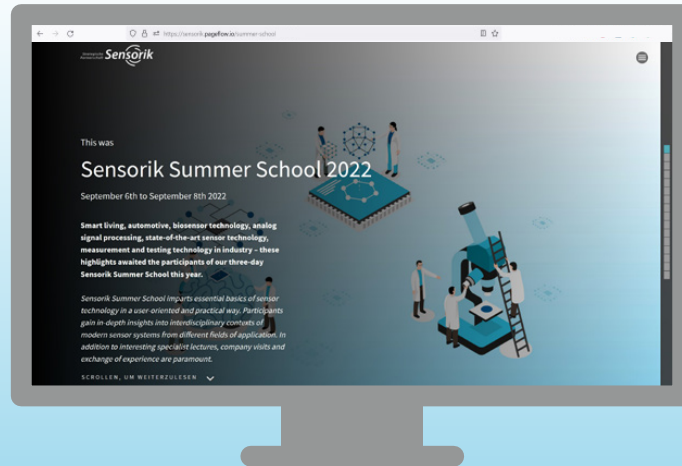 https://sensorik.pageflow.io/summer-school
Sensorik
This was
Sensorik Summer School 2022
September 6th to September 8th 2022
Smart living, automotive, biosensor technology, analog
signal processing, state-of-the-art sensor technology,
measurement and testing technology in industry – these
highlights awaited the participants of our three-day
Sensorik Summer School this year.
Sensorik Summer School imparts essential basics of sensor
technology in a user-oriented and practical way. Participants
gain in-depth insights into interdisciplinary contexts of
modern sensor systems from different fields of application. In
addition to interesting specialist lectures, company visits and
exchange of experience are paramount.
SCROLLEN, UM WEITERZULESEN